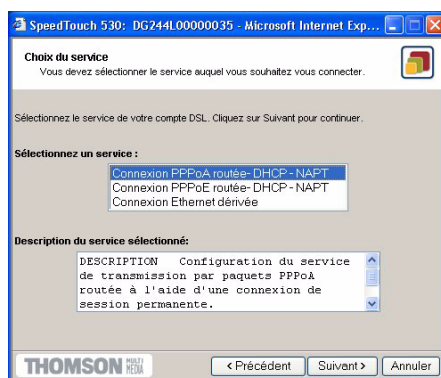 SpeedTouch 530: DG244L00000035 - Microsoft Internet Exp...
Choix du service
Vous devez sélectionner le service auquel vous souhaitez vous connecter.
Sélectionnez le service de votre compte DSL. Cliquez sur Suivant pour continuer.
Sélectionnez un service :
Connexion PPPoA routée- DHCP - NAPT
Connexion PPPoE routée- DHCP - NAPT
Connexion Ethernet dérivée
Description du service sélectionné:
DESCRIPTION Configuration du service
de transmission par paquets PPPoA
routée à l'aide d'une connexion de
session permanente.
THOMSON MULTI MEDIA
< Précédent Suivant > Annuler